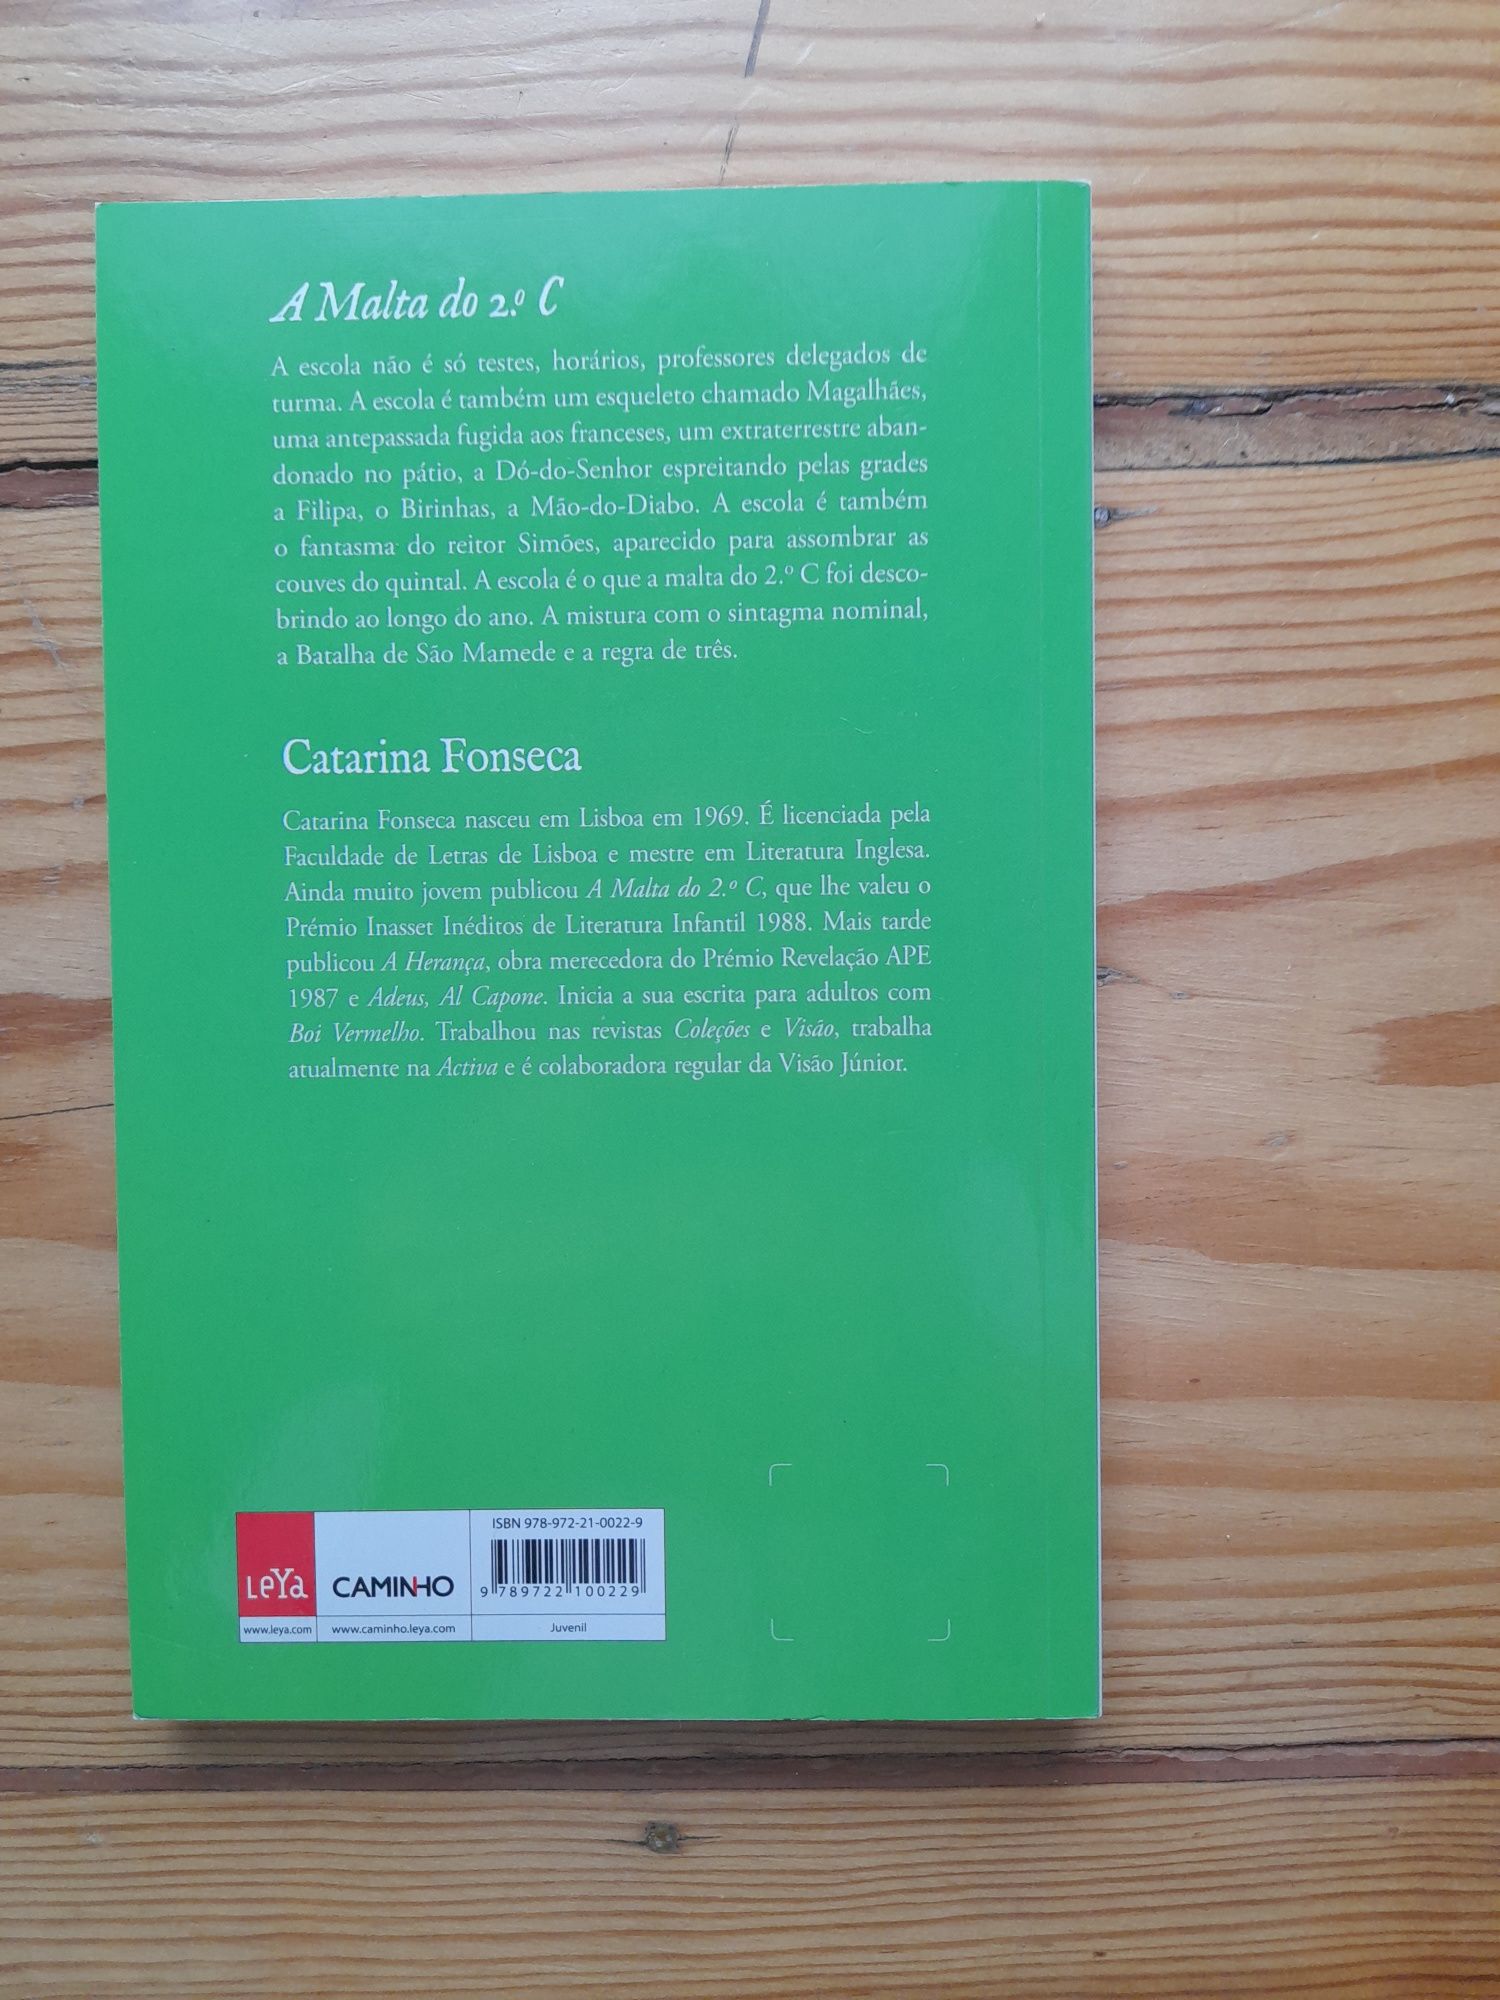 A Malta do 2.º C
A escola não é só testes, horários, professores delegados de
turma. A escola é também um esqueleto chamado Magalhães,
uma antepassada fugida aos franceses, um extraterrestre aban-
donado no pátio, a Dó-do-Senhor espreitando pelas grades
a Filipa, o Birinhas, a Mão-do-Diabo. A escola é também
o fantasma do reitor Simões, aparecido para assombrar as
couves do quintal. A escola é o que a malta do 2.º C foi desco-
brindo ao longo do ano. A mistura com o sintagma nominal,
a Batalha de São Mamede e a regra de três.
Catarina Fonseca
Catarina Fonseca nasceu em Lisboa em 1969. É licenciada pela
Faculdade de Letras de Lisboa e mestre em Literatura Inglesa.
Ainda muito jovem publicou A Malta do 2.º C, que lhe valeu o
Prémio Inasset Inéditos de Literatura Infantil 1988. Mais tarde
publicou A Herança, obra merecedora do Prémio Revelação APE
1987 e Adeus, Al Capone. Inicia a sua escrita para adultos com
Boi Vermelho. Trabalhou nas revistas Coleções e Visão, trabalha
atualmente na Activa e é colaboradora regular da Visão Júnior.
ISBN 978-972-21-0022-9
LeYa
CAMINHO
9 789722 100229
www.leya.com
www.caminho.leya.com
Juvenil